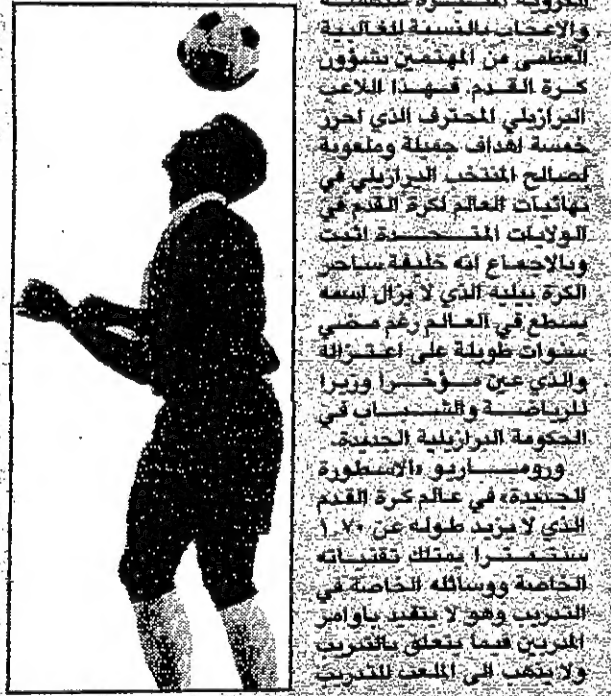 والاعجاب بالنسبة للغالبية
العظمى من المهتمين بشؤون
كرة القدم. فهذا اللاعب
البرازيلي المحترف الذي احرز
خمسة اهداف جميلة وملعوبة
لصالح المنتخب البرازيلي في
نهائيات العالم لكرة القدم في
الولايات المتحدة اثبت
وبالاجماع انه خليفة ساحر
الكرة بيليه الذي لا يزال اسمه
يسطع في العالم رغم مضي
سنوات طويلة على اعتزاله
والذي عين مؤخرا وزيرا
للرياضة والشباب في
الحكومة البرازيلية الجديدة.
وروماريو «الاسطورة
الجديدة» في عالم كرة القدم
الذي لا يزيد طوله عن ١,٧٠
سنتمترا يمتلك تقنياته
الخاصة ووسائله الخاصة في
التدريب وهو لا يتقيد باوامر
المدربين فيما يتعلق بالتدريب
ولا يذهب الى الملعب للتدريب